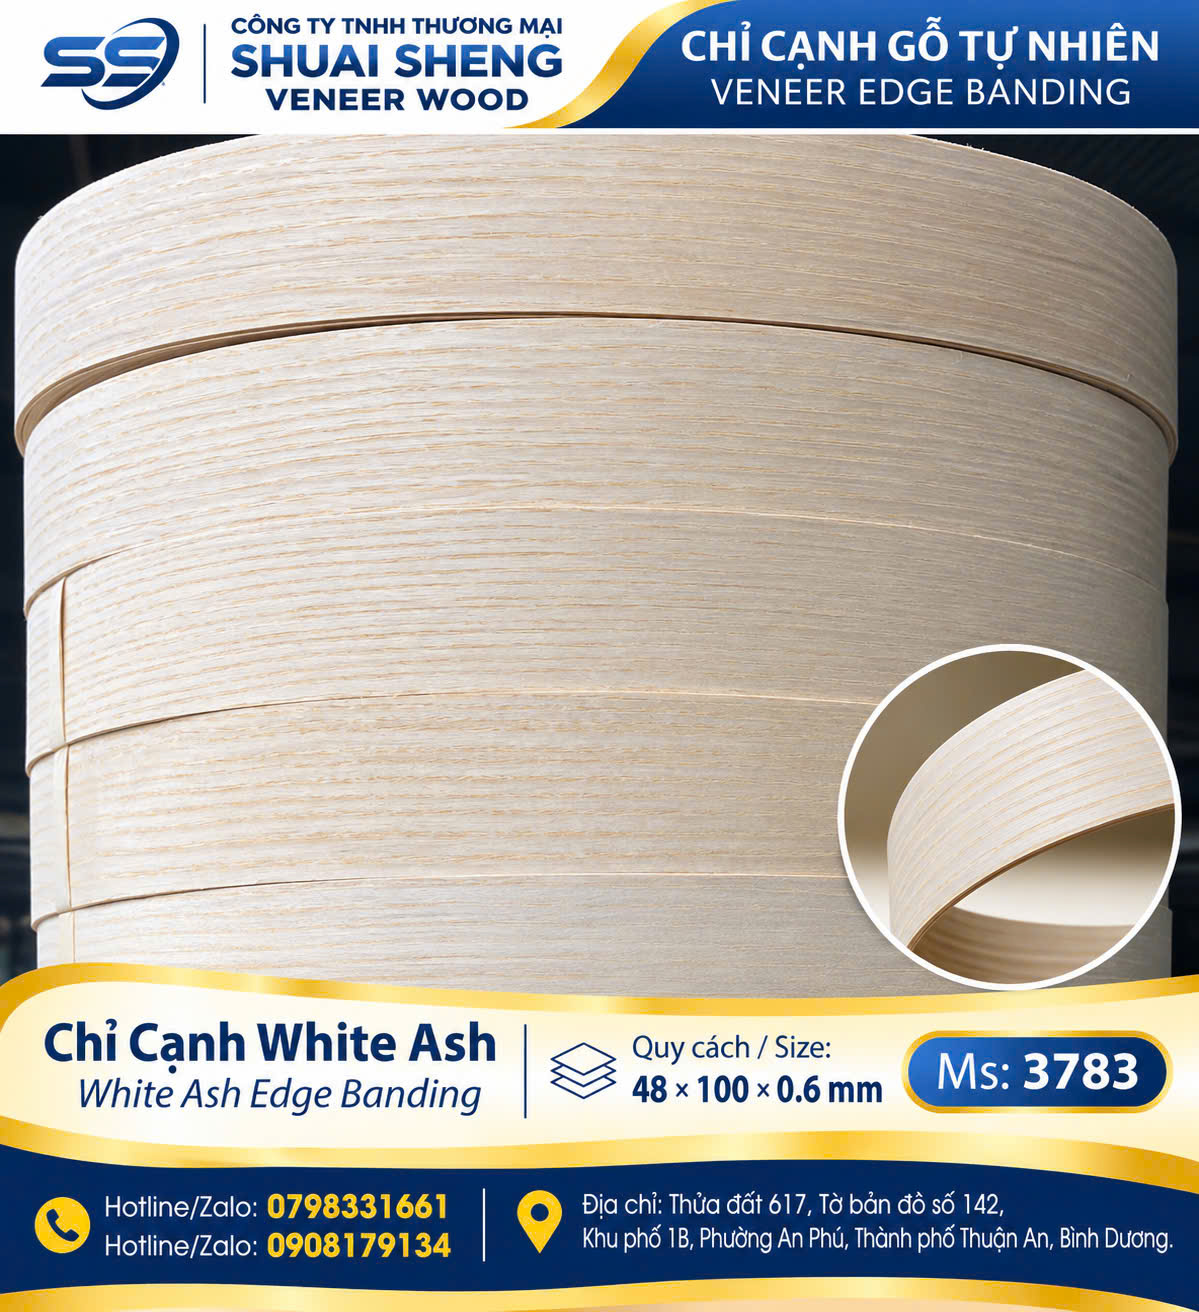 SS
CÔNG TY TNHH THƯƠNG MẠI
SHUAI SHENG
VENEER WOOD
CHỈ CẠNH GỖ TỰ NHIÊN
VENEER EDGE BANDING
Chỉ Cạnh White Ash
White Ash Edge Banding
Quy cách / Size:
48 × 100 × 0.6 mm
Ms: 3783
Hotline/Zalo: 0798331661
Hotline/Zalo: 0908179134
Địa chỉ: Thửa đất 617, Tờ bản đồ số 142,
Khu phố 1B, Phường An Phú, Thành phố Thuận An, Bình Dương.